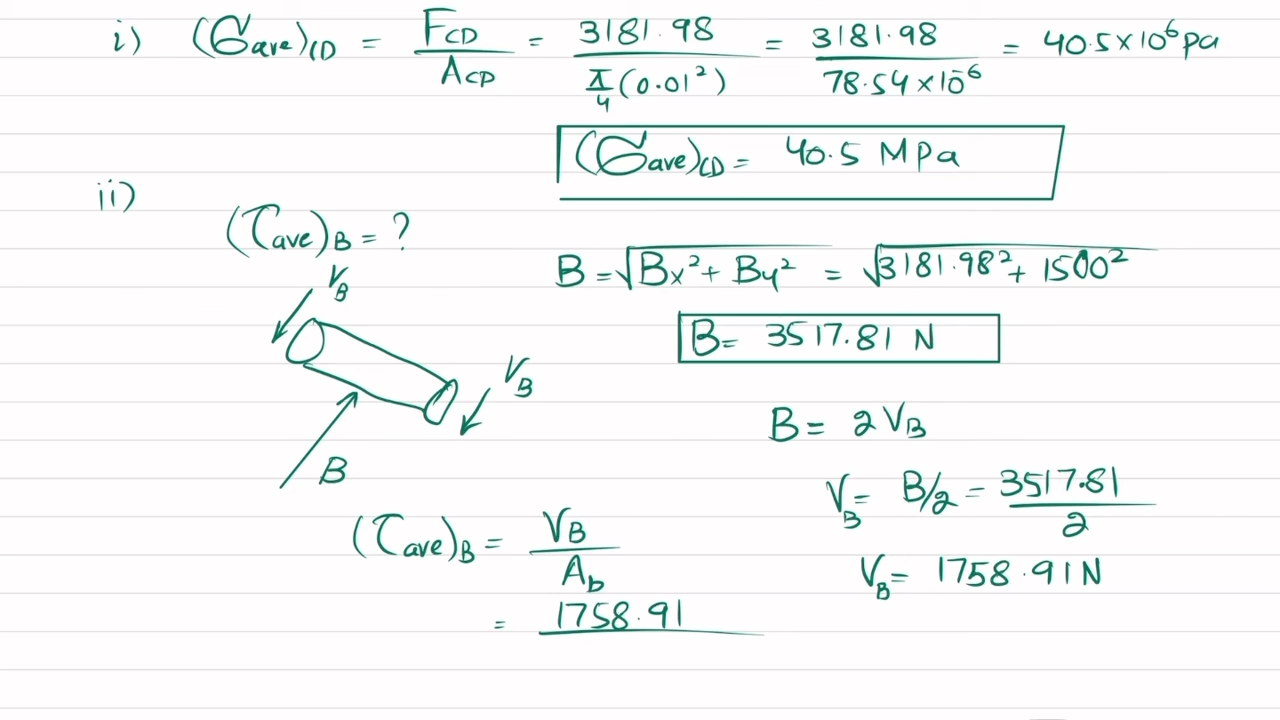 i) (σave)CD = FCD / ACD = 3181.98 / π/4 (0.01²) = 3181.98 / 78.54×10⁻⁶ = 40.5×10⁶ pa
(σave)CD = 40.5 MPa
ii)
(τave)B = ?
B = √Bx² + By² = √3181.98² + 1500²
VB
B = 3517.81 N
VB
B = 2VB
B
VB = B/2 = 3517.81 / 2
(τave)B = VB / Ab
VB = 1758.91 N
= 1758.91